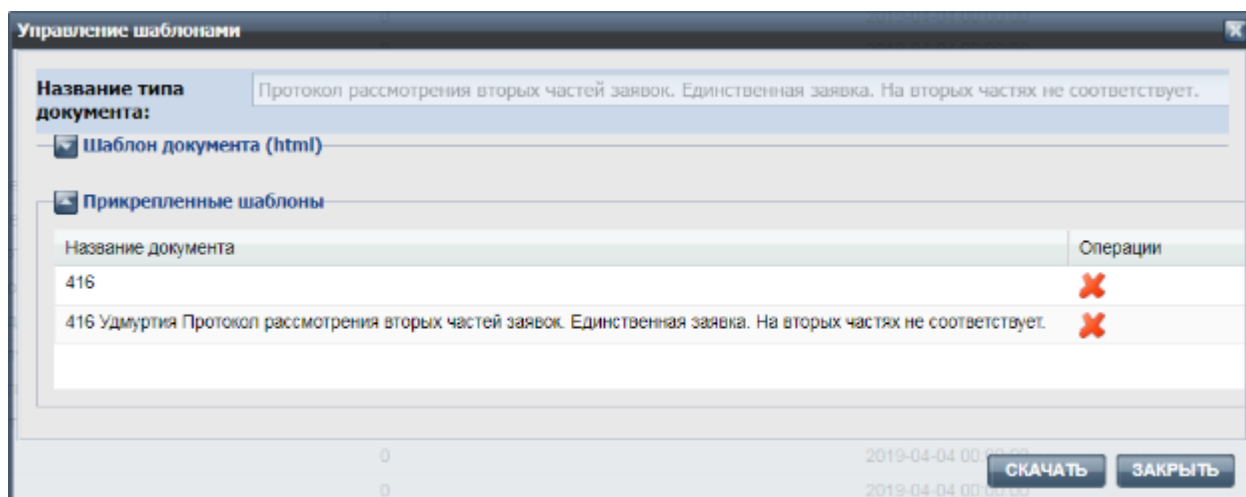 Управление шаблонами
Название типа документа:
Протокол рассмотрения вторых частей заявок. Единственная заявка. На вторых частях не соответствует.
Шаблон документа (html)
Прикрепленные шаблоны
Название документа Операции
416
416 Удмуртия Протокол рассмотрения вторых частей заявок. Единственная заявка. На вторых частях не соответствует.
0 2019-04-04 00:00:00
СКАЧАТЬ ЗАКРЫТЬ
0 2019-04-04 00:00:00